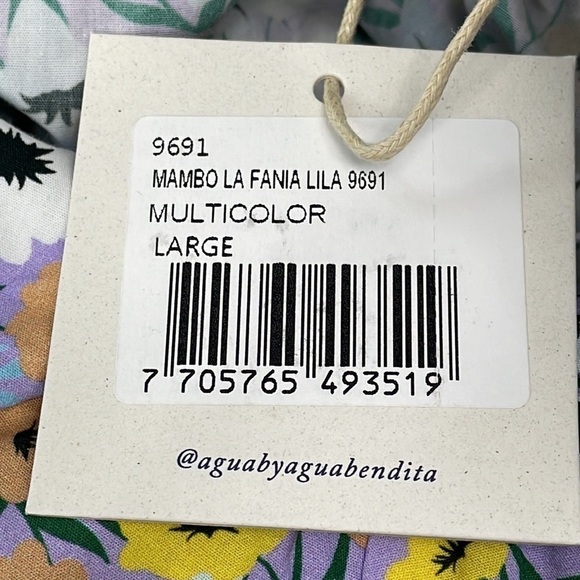 9691
MAMBO LA FANIA LILA 9691
MULTICOLOR
LARGE
7 705765 493519
@aguabyaguabendita